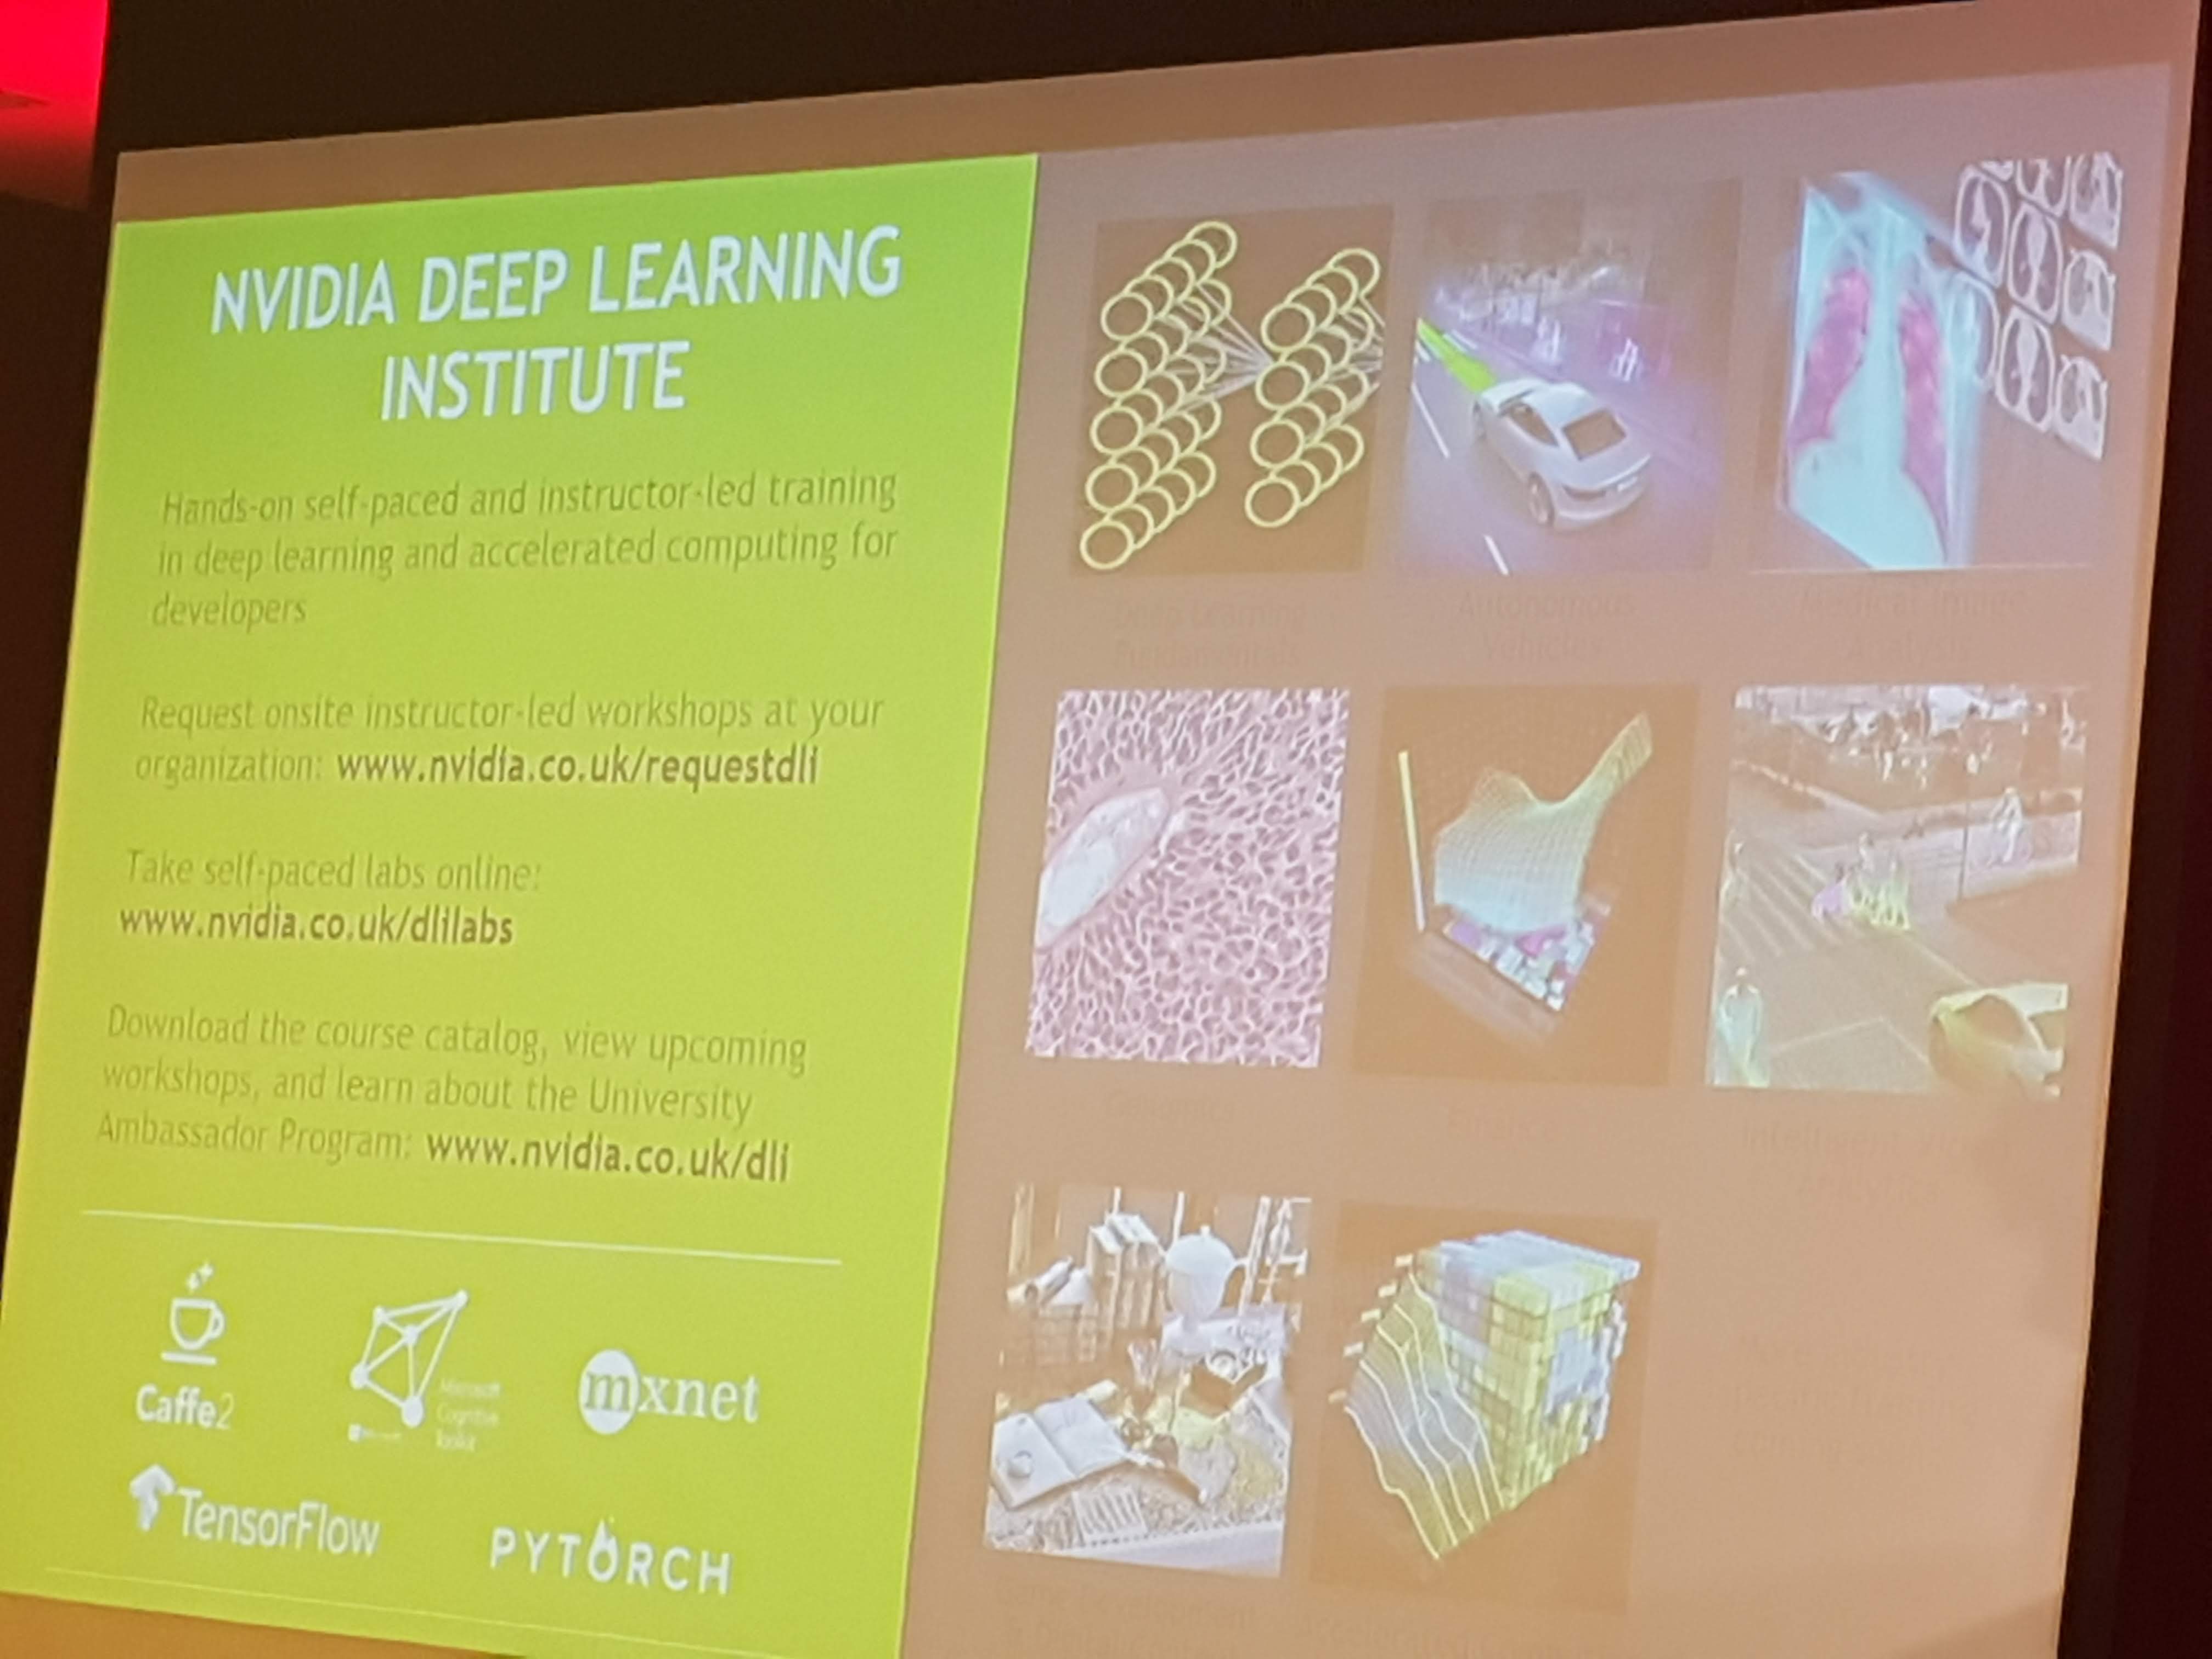 NVIDIA DEEP LEARNING
INSTITUTE
Hands-on self-paced and instructor-led training
in deep learning and accelerated computing for
developers
Request onsite instructor-led workshops at your
organization: www.nvidia.co.uk/requestdli
Take self-paced labs online:
www.nvidia.co.uk/dlilabs
Download the course catalog, view upcoming
workshops, and learn about the University
Ambassador Program: www.nvidia.co.uk/dli
Caffe2
Microsoft
Cognitive
Toolkit
Microsoft
mxnet
TensorFlow
PYTORCH
Deep Learning
Fundamentals
Autonomous
Vehicles
Medical Image
Analysis
Genomics
Finance
Intelligent Video